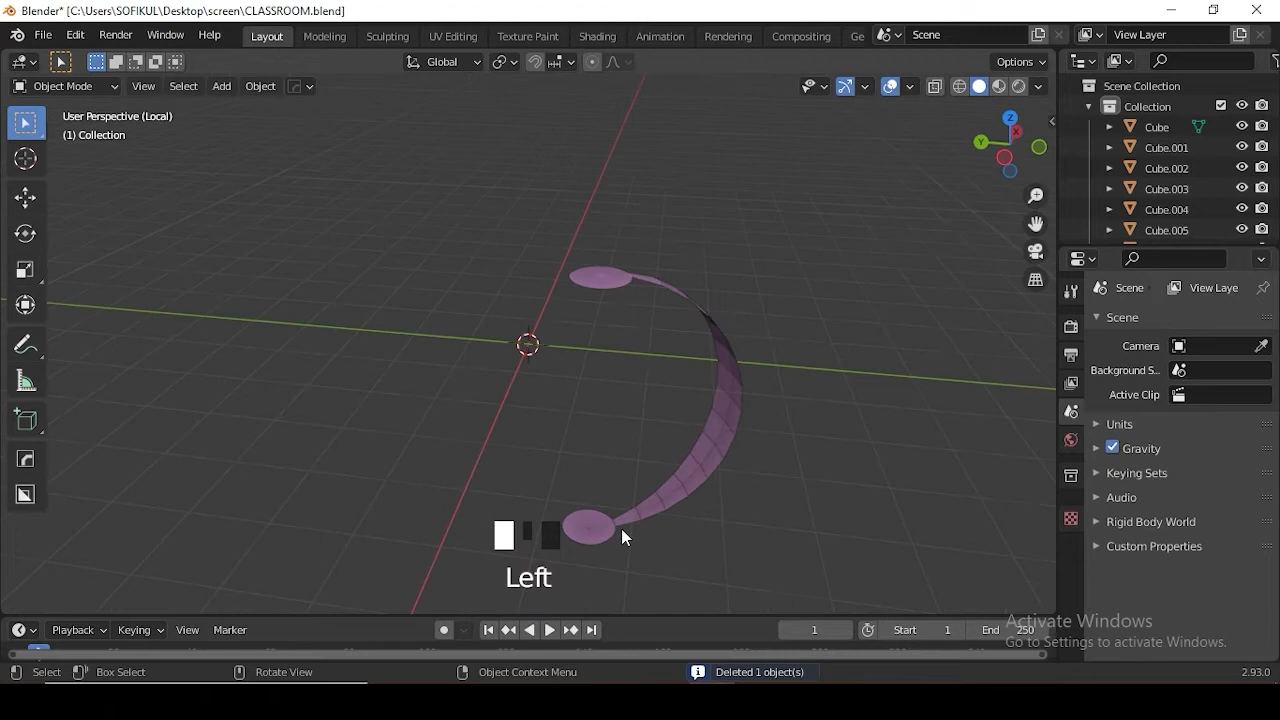 Blender* [C:\Users\SOFIKUL\Desktop\screen\CLASSROOM.blend]
File Edit Render Window Help Layout Modeling Sculpting UV Editing Texture Paint Shading Animation Rendering Compositing Ge Scene View Layer
Global Options
Object Mode View Select Add Object
User Perspective (Local)
(1) Collection
Scene Collection
Collection
Cube
Cube.001
Cube.002
Cube.003
Cube.004
Cube.005
Scene View Laye
Scene
Camera
Background S...
Active Clip
Units
Gravity
Keying Sets
Audio
Rigid Body World
Custom Properties
X
Y
Z
Left
Activate Windows
Go to Settings to activate Windows.
Playback Keying View Marker 1 Start 1 End 250
Select Box Select Rotate View Object Context Menu Deleted 1 object(s) 2.93.0